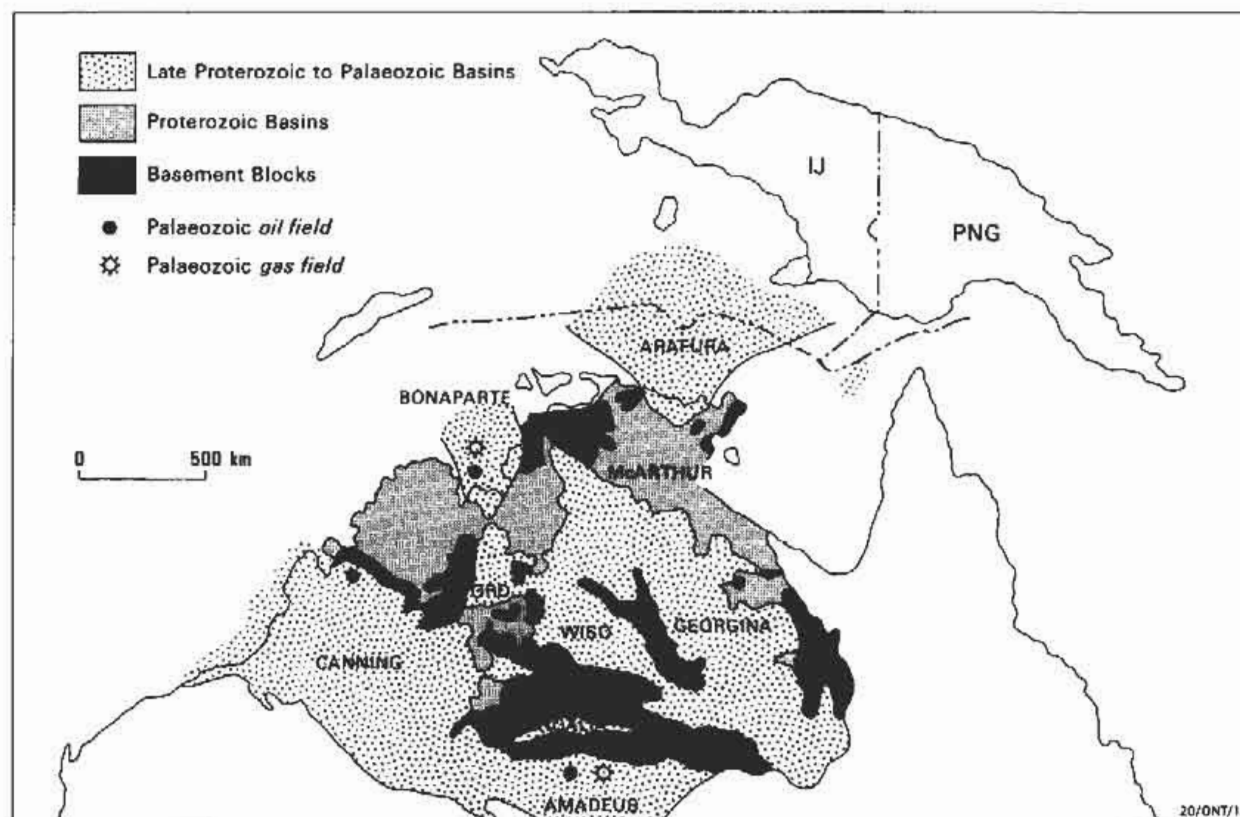 Late Proterozoic to Palaeozoic Basins
Proterozoic Basins
Basement Blocks
Palaeozoic oil field
Palaeozoic gas field
IJ
PNG
ARAFURA
BONAPARTE
0 500 km
McARTHUR
ORD
WISO
GEORGINA
CANNING
AMADEUS
20/ONT/1